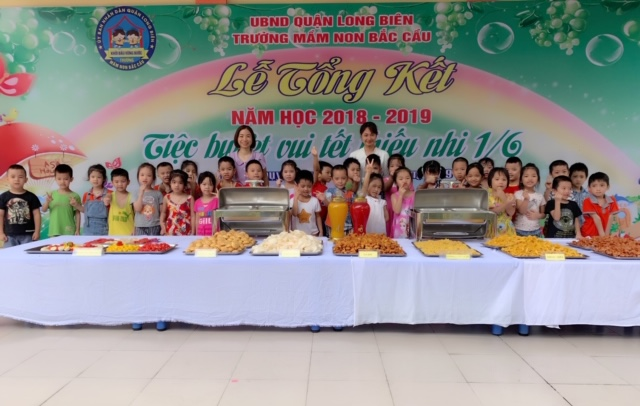 UBND QUẬN LONG BIÊN
TRƯỜNG MẦM NON BẮC CẦU
Lễ Tổng Kết
NĂM HỌC 2018 - 2019
Tiệc buffet vui tết thiếu nhi 1/6